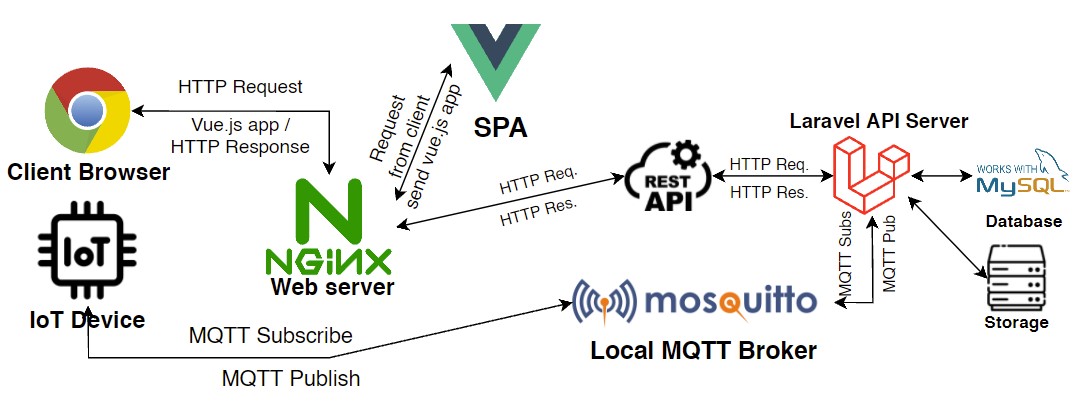 SPA
HTTP Request
Vue.js app /
HTTP Response
Client Browser
Request
from client
send vue.js app
NGiNX
Web server
HTTP Req.
HTTP Res.
REST
API
HTTP Req.
HTTP Res.
Laravel API Server
WORKS WITH
MySQL
Database
Storage
MQTT Subs
MQTT Pub
IoT
IoT Device
MQTT Subscribe
MQTT Publish
mosquitto
Local MQTT Broker